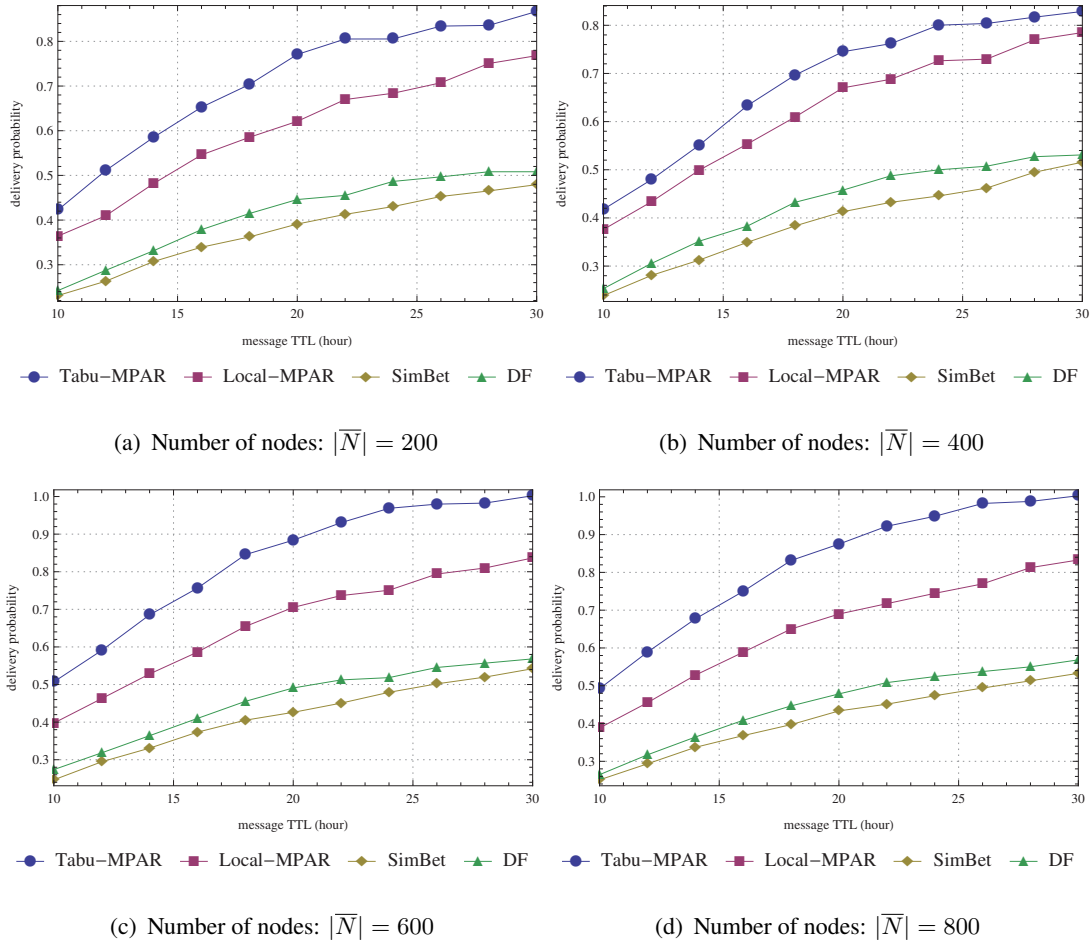 0.8
0.7
0.6
0.5
0.4
0.3
delivery probability
10 15 20 25 30
message TTL (hour)
Tabu−MPAR Local−MPAR SimBet DF
(a) Number of nodes: |N̅| = 200
0.8
0.7
0.6
0.5
0.4
0.3
delivery probability
10 15 20 25 30
message TTL (hour)
Tabu−MPAR Local−MPAR SimBet DF
(b) Number of nodes: |N̅| = 400
1.0
0.9
0.8
0.7
0.6
0.5
0.4
0.3
delivery probability
10 15 20 25 30
message TTL (hour)
Tabu−MPAR Local−MPAR SimBet DF
(c) Number of nodes: |N̅| = 600
1.0
0.9
0.8
0.7
0.6
0.5
0.4
0.3
delivery probability
10 15 20 25 30
message TTL (hour)
Tabu−MPAR Local−MPAR SimBet DF
(d) Number of nodes: |N̅| = 800